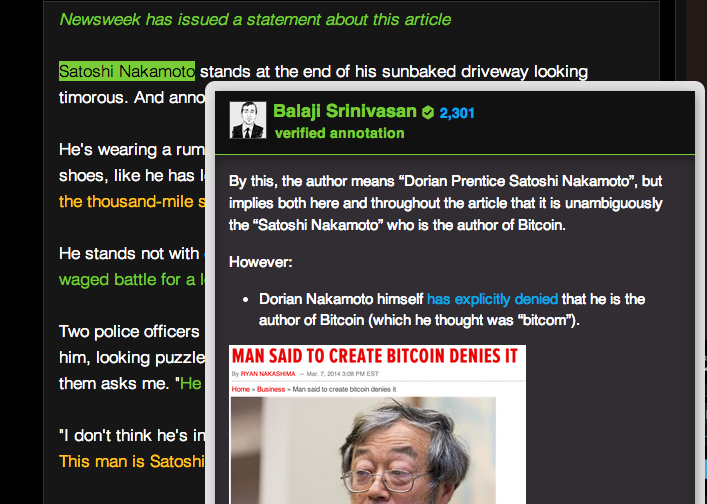 Newsweek has issued a statement about this article
Satoshi Nakamoto stands at the end of his sunbaked driveway looking
timorous. And anno
He's wearing a rum
shoes, like he has l
the thousand-mile s
He stands not with
waged battle for a l
Two police officers
him, looking puzzle
them asks me. "He
"I don't think he's in
This man is Satoshi
Balaji Srinivasan 2,301
verified annotation
By this, the author means “Dorian Prentice Satoshi Nakamoto”, but
implies both here and throughout the article that it is unambiguously
the “Satoshi Nakamoto” who is the author of Bitcoin.
However:
• Dorian Nakamoto himself has explicitly denied that he is the
author of Bitcoin (which he thought was “bitcom”).
MAN SAID TO CREATE BITCOIN DENIES IT
By RYAN NAKASHIMA — Mar. 7, 2014 3:08 PM EST
Home » Business » Man said to create bitcoin denies it